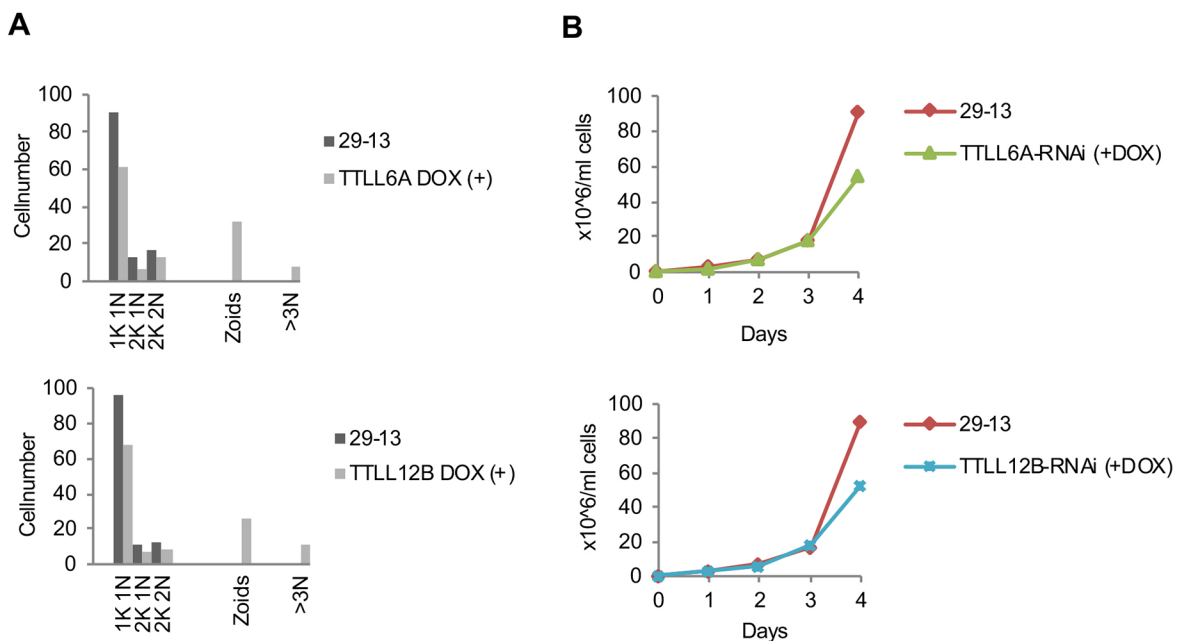 A
B
100
80
60
40
20
0
Cellnumber
1K 1N
2K 1N
2K 2N
Zoids
>3N
29-13
TTLL6A DOX (+)
100
80
60
40
20
0
x10^6/ml cells
0 1 2 3 4
Days
29-13
TTLL6A-RNAi (+DOX)
100
80
60
40
20
0
Cellnumber
1K 1N
2K 1N
2K 2N
Zoids
>3N
29-13
TTLL12B DOX (+)
100
80
60
40
20
0
x10^6/ml cells
0 1 2 3 4
Days
29-13
TTLL12B-RNAi (+DOX)